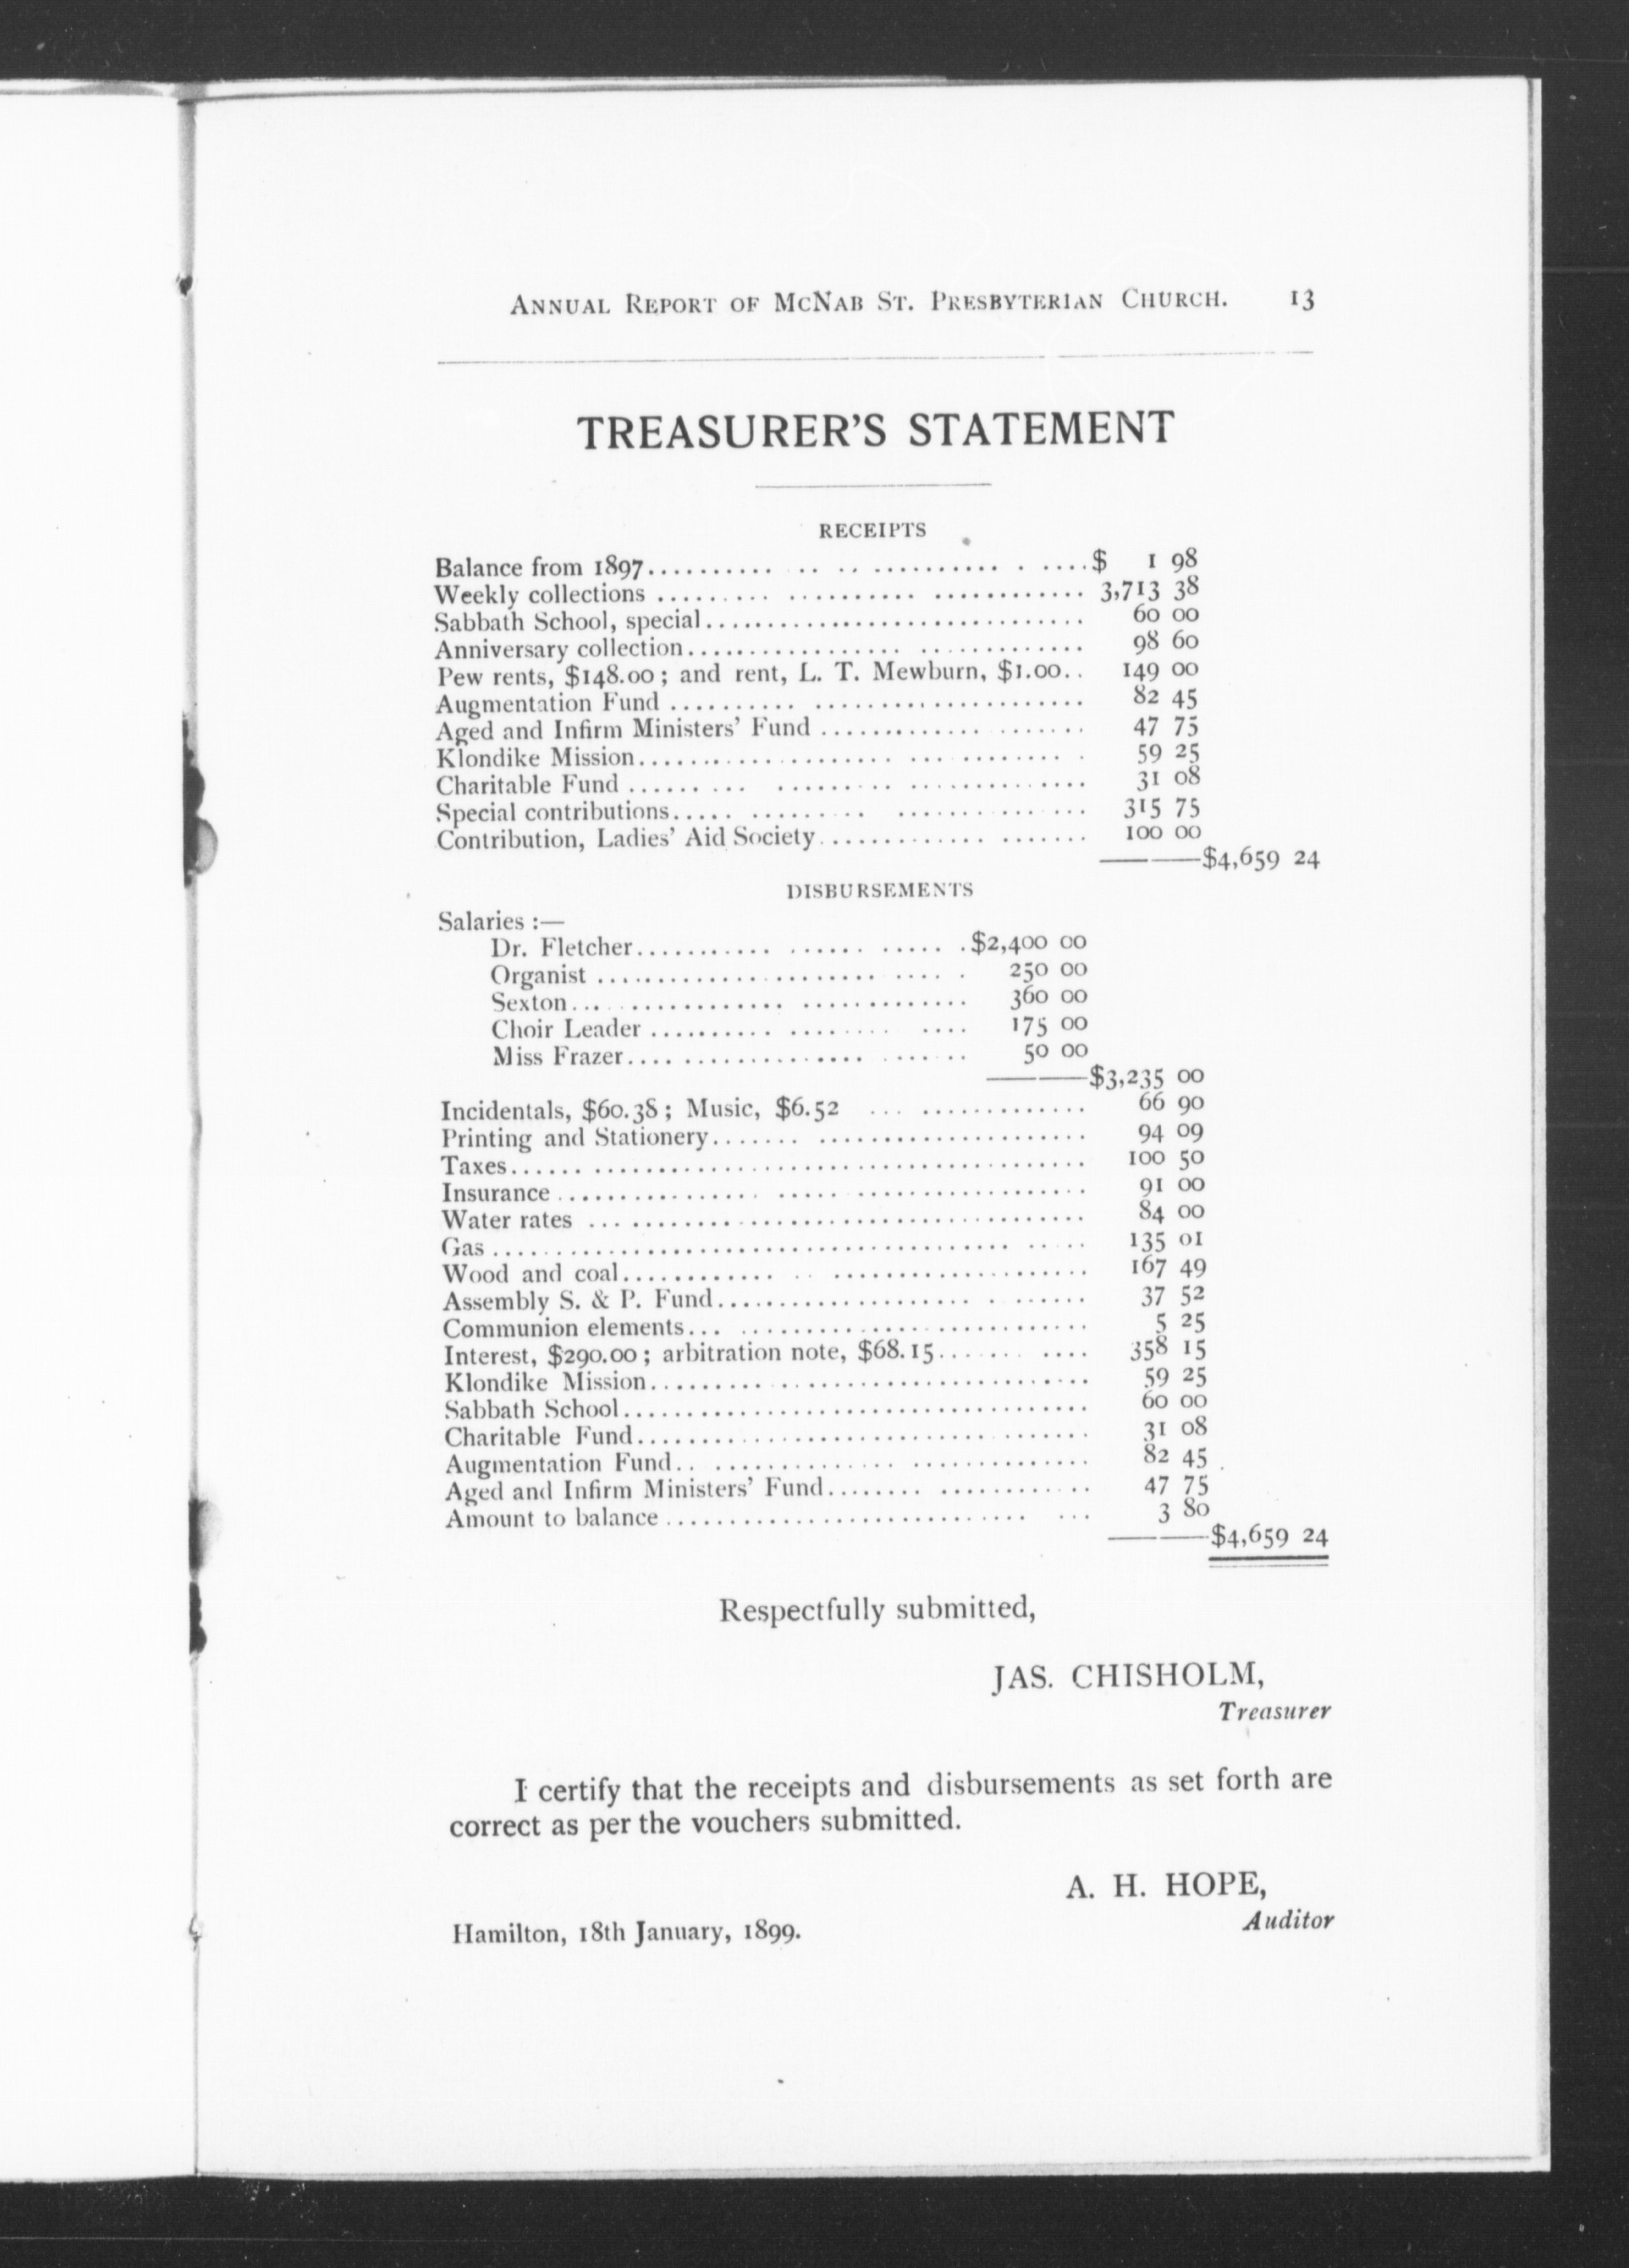 ANNUAL REPORT OF MCNAB ST. PRESBYTERIAN CHURCH. 13
TREASURER'S STATEMENT
RECEIPTS
Balance from 1897.......... .. .. .......... . ....$ 1 98
Weekly collections ......... .......... ............ 3,713 38
Sabbath School, special.............................. 60 00
Anniversary collection................. ............. 98 60
Pew rents, $148.00; and rent, L. T. Mewburn, $1.00.. 149 00
Augmentation Fund .......... ..................... 82 45
Aged and Infirm Ministers' Fund ............. ....... 47 75
Klondike Mission.................... ... .......... . 59 25
Charitable Fund ...... ... ......... .............. 31 08
Special contributions..... ......... ............... 315 75
Contribution, Ladies' Aid Society.............. ....... 100 00
$4,659 24
DISBURSEMENTS
Salaries :—
Dr. Fletcher........... ...... ..... .$2,400 00
Organist ....................... ..... . 250 00
Sexton... ............... ............. 360 00
Choir Leader .......... ........ .... 175 00
Miss Frazer.... ............... ...... 50 00
$3,235 00
Incidentals, $60.38; Music, $6.52 ... ............. 66 90
Printing and Stationery....... ...................... 94 09
Taxes...... ....................................... 100 50
Insurance ................ ..... .................... 91 00
Water rates ... ................................... 84 00
Gas ....................................... ..... 135 01
Wood and coal............ .. .................... 167 49
Assembly S. & P. Fund.................... . ...... 37 52
Communion elements... ............................ 5 25
Interest, $290.00; arbitration note, $68.15....... .... 358 15
Klondike Mission.................................... 59 25
Sabbath School..................................... 60 00
Charitable Fund............................ ....... 31 08
Augmentation Fund.. ............... .............. 82 45
Aged and Infirm Ministers' Fund........ ............ 47 75
Amount to balance ............................. ... 3 80
$4,659 24
Respectfully submitted,
JAS. CHISHOLM,
Treasurer
I certify that the receipts and disbursements as set forth are
correct as per the vouchers submitted.
A. H. HOPE,
Auditor
Hamilton, 18th January, 1899.